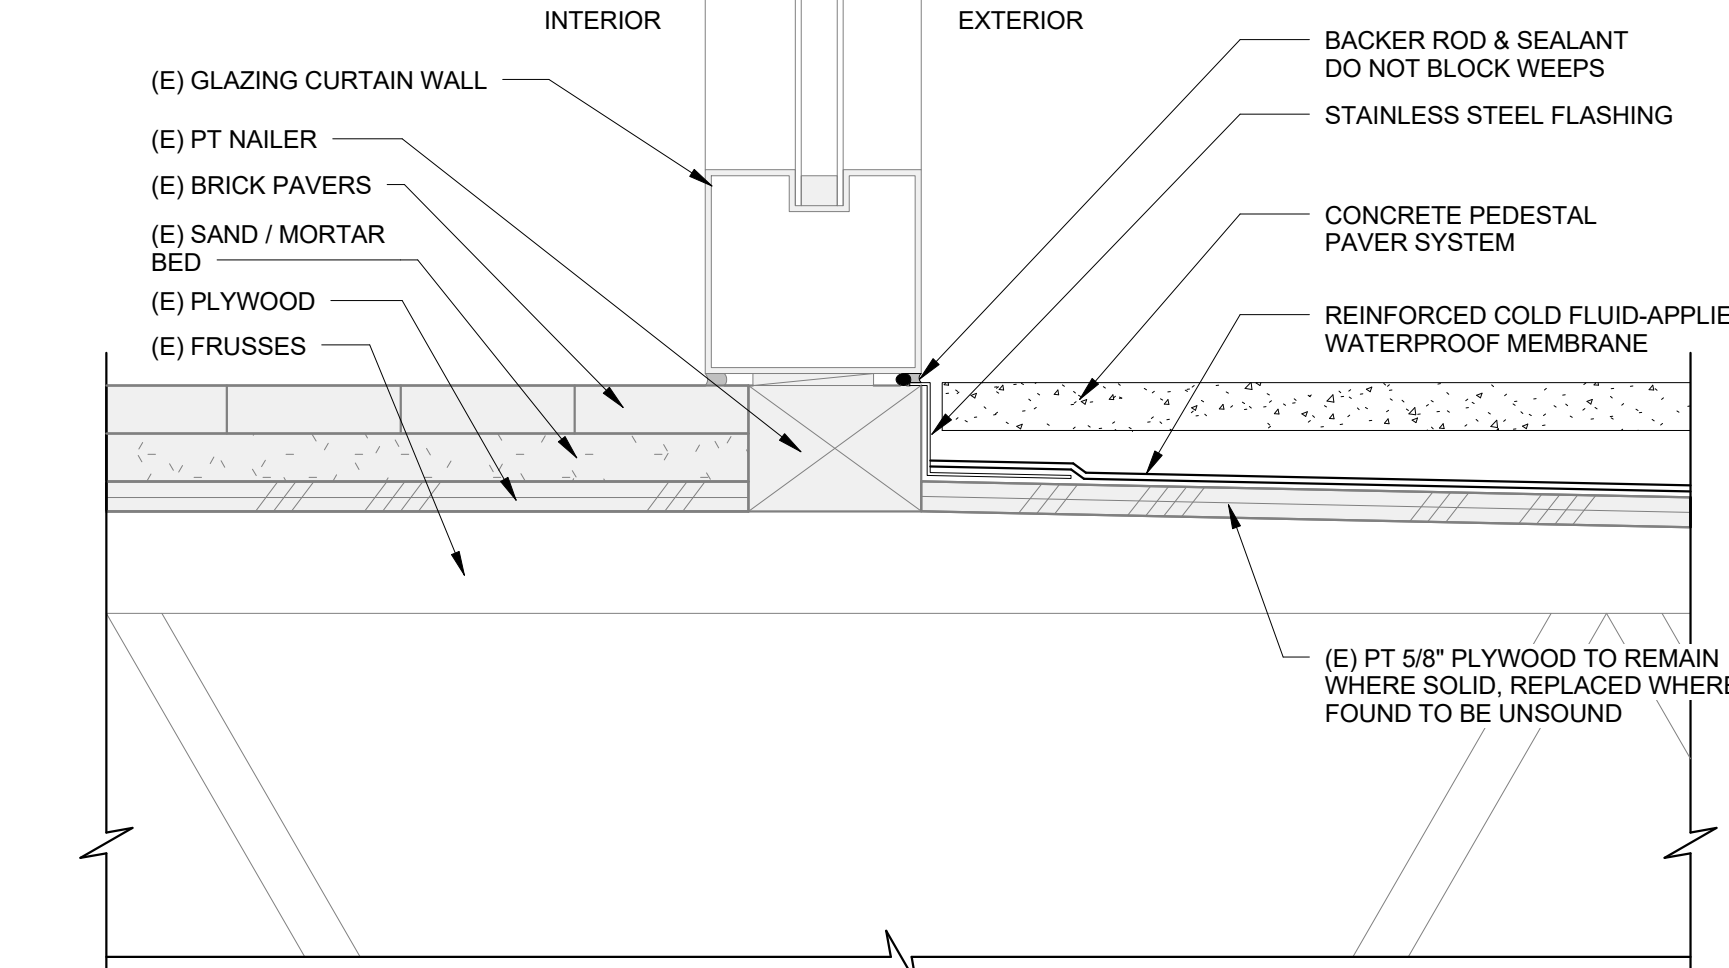 INTERIOR
EXTERIOR
(E) GLAZING CURTAIN WALL
(E) PT NAILER
(E) BRICK PAVERS
(E) SAND / MORTAR
BED
(E) PLYWOOD
(E) FRUSSES
BACKER ROD & SEALANT
DO NOT BLOCK WEEPS
STAINLESS STEEL FLASHING
CONCRETE PEDESTAL
PAVER SYSTEM
REINFORCED COLD FLUID-APPLIE
WATERPROOF MEMBRANE
(E) PT 5/8" PLYWOOD TO REMAIN
WHERE SOLID, REPLACED WHERE
FOUND TO BE UNSOUND